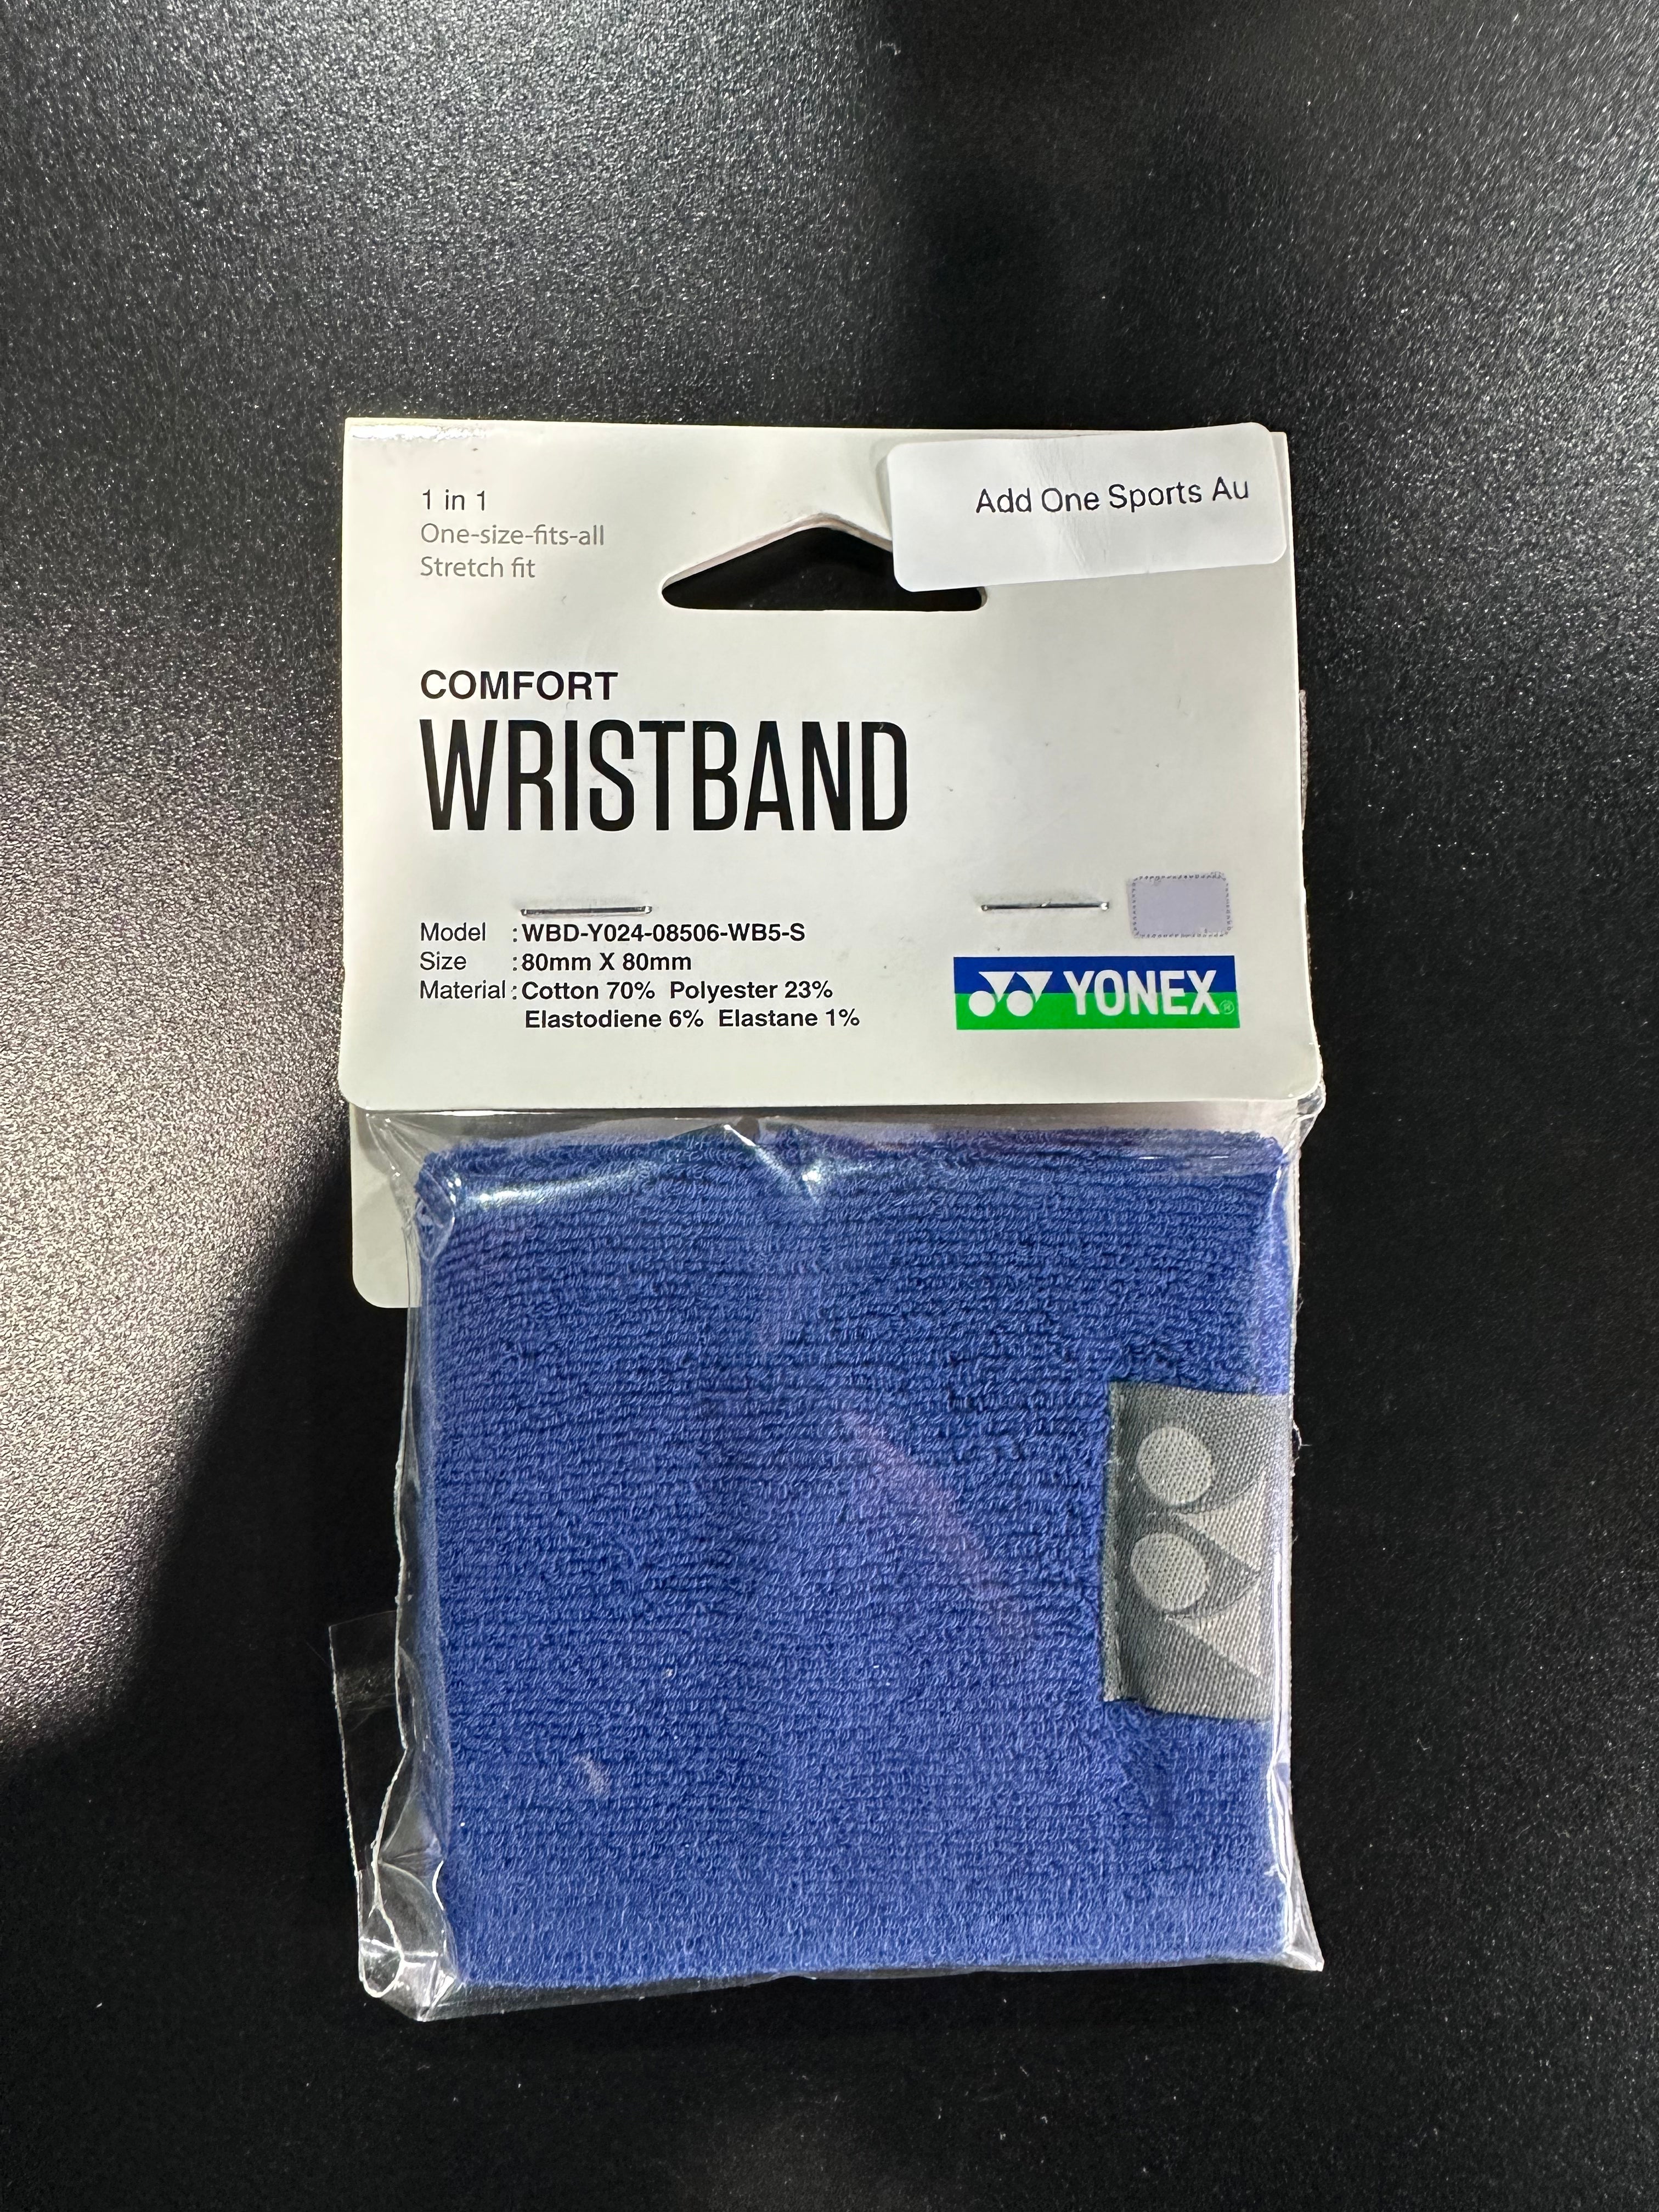 Add One Sports Au
1 in 1
One-size-fits-all
Stretch fit
COMFORT
WRISTBAND
Model : WBD-Y024-08506-WB5-S
Size : 80mm X 80mm
Material : Cotton 70% Polyester 23%
Elastodiene 6% Elastane 1%
YONEX®